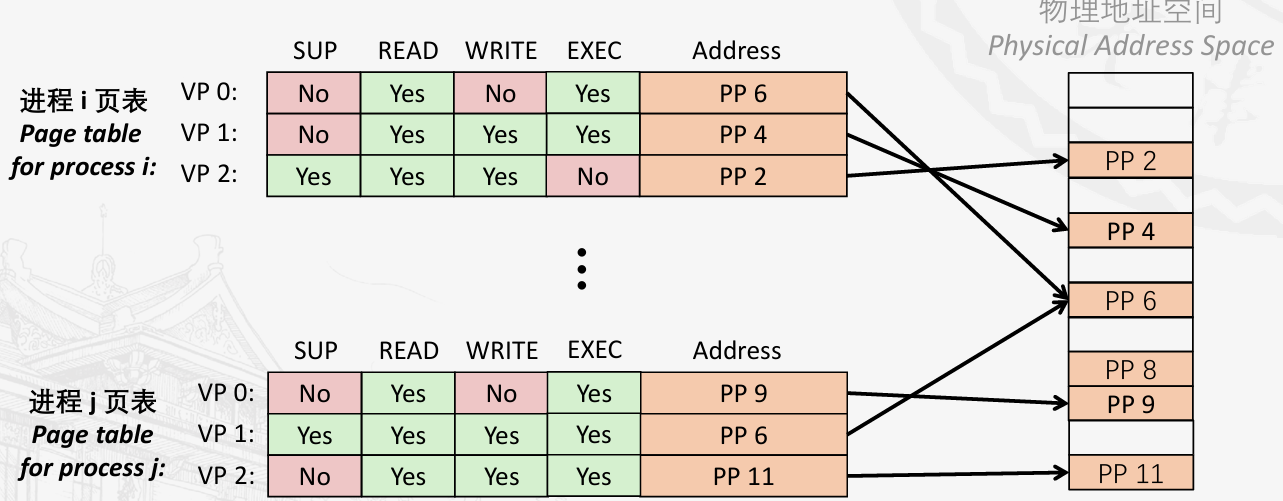 物理地址空间
Physical Address Space
SUP READ WRITE EXEC Address
进程 i 页表
Page table
for process i:
VP 0: No Yes No Yes PP 6
VP 1: No Yes Yes Yes PP 4
VP 2: Yes Yes Yes No PP 2
PP 2
PP 4
PP 6
PP 8
PP 9
PP 11
SUP READ WRITE EXEC Address
进程 j 页表
Page table
for process j:
VP 0: No Yes No Yes PP 9
VP 1: Yes Yes Yes Yes PP 6
VP 2: No Yes Yes Yes PP 11